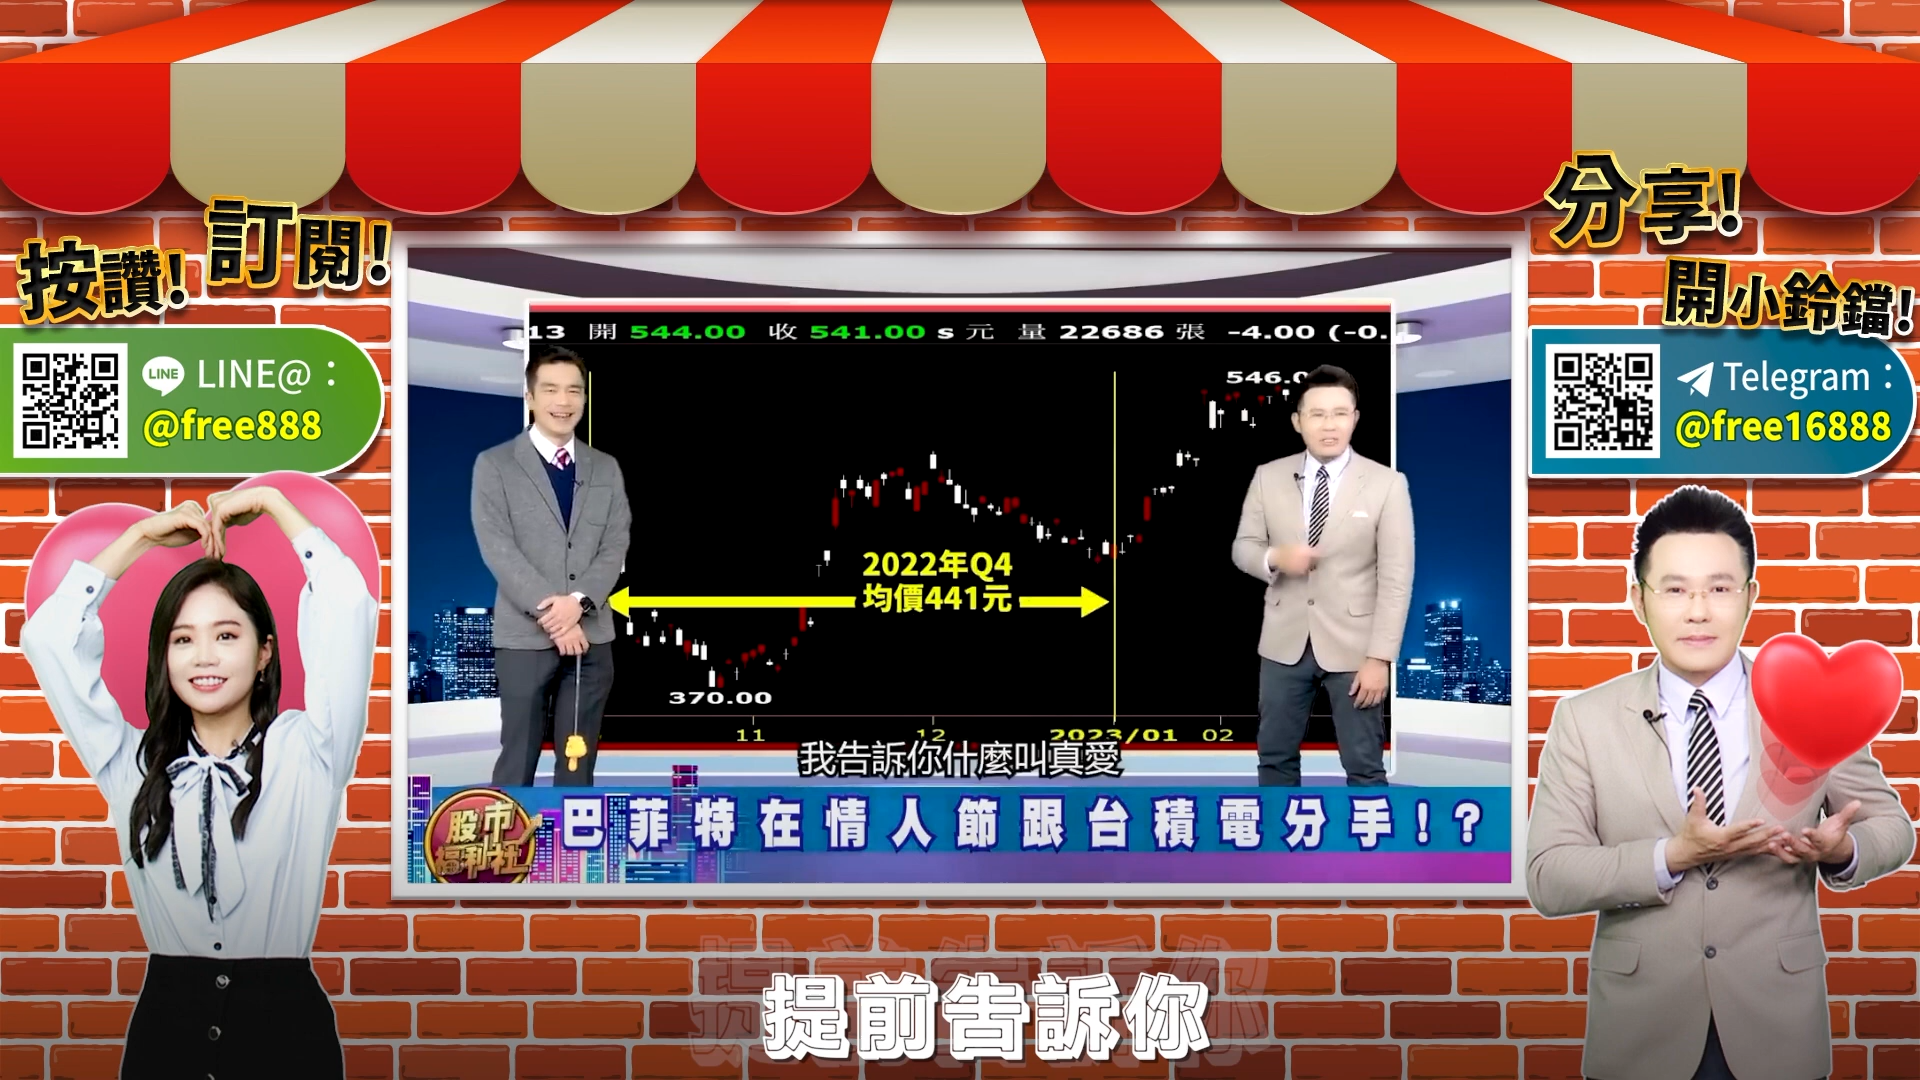 按讚!
訂閱!
分享!
開小鈴鐺!
LINE
LINE@：
@free888
Telegram：
@free16888
13 開 544.00 收 541.00 s 元 量 22686 張 -4.00 (-0.
546.0
2022年Q4
均價441元
370.00
11 12 2023/01 02
我告訴你什麼叫真愛
股市
福利社
巴菲特在情人節跟台積電分手!?
提前告訴你